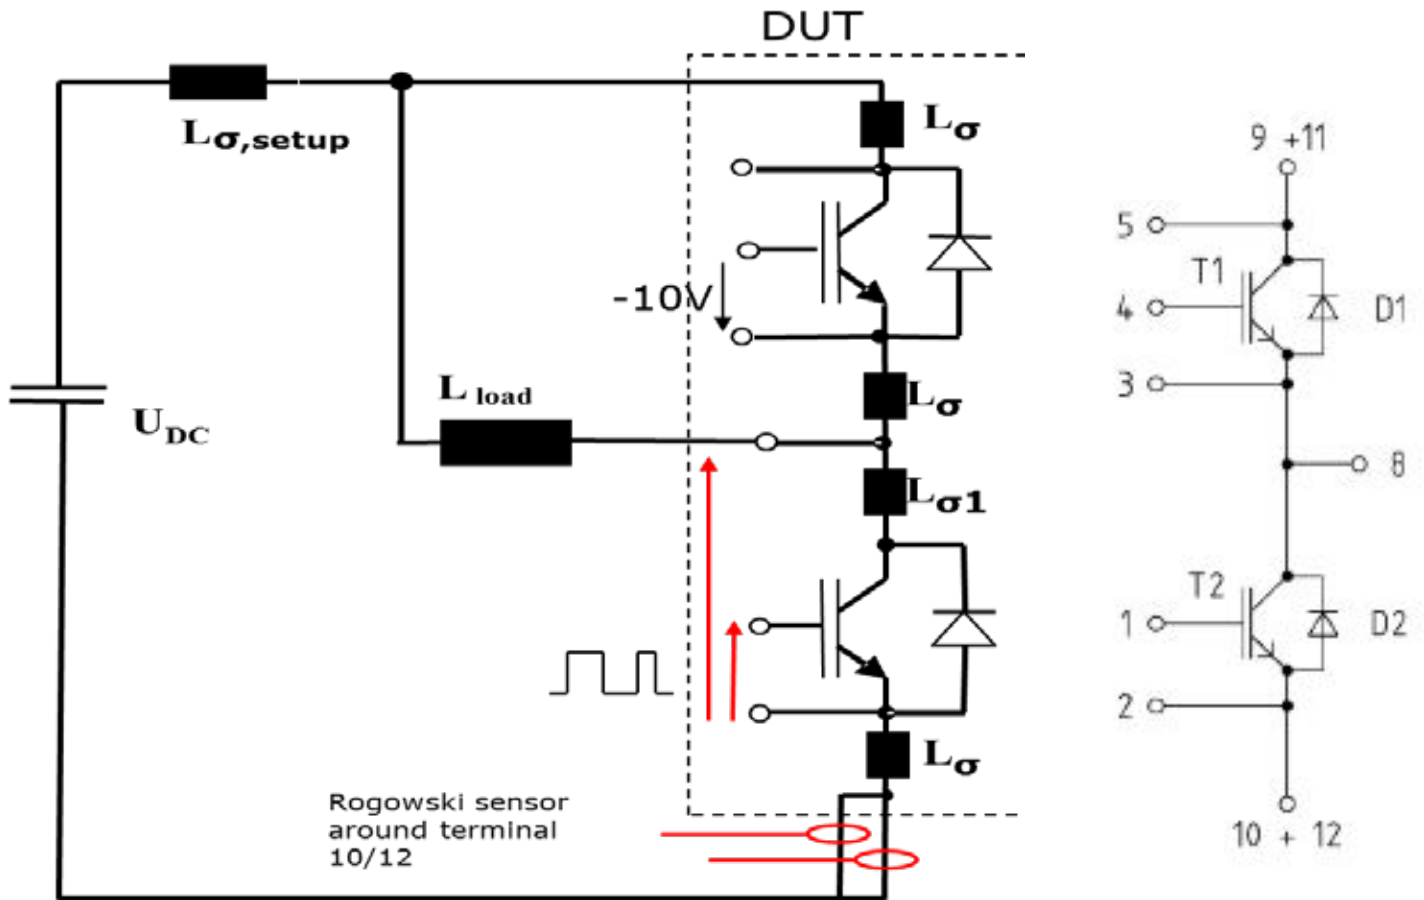 DUT
Lσ,setup
Lσ
-10V
Lσ
L load
UDC
Lσ1
Lσ
Rogowski sensor
around terminal
10/12
9 +11
5
T1
4
D1
3
8
T2
1
D2
2
10 + 12